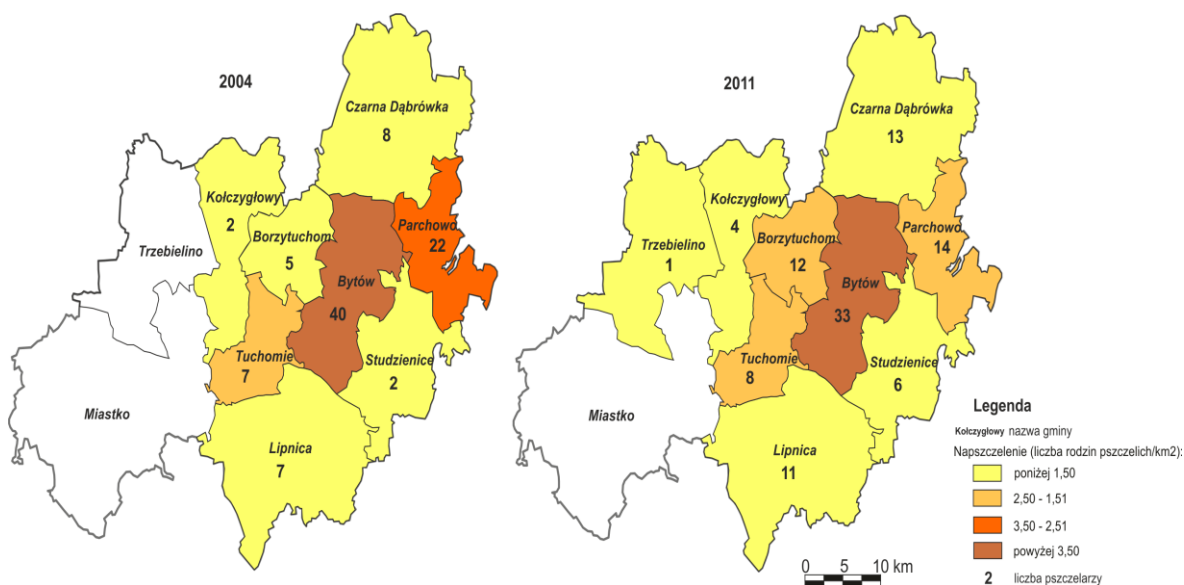 2004
Czarna Dąbrówka
8
Kołczygłowy
2
Parchowo
22
Trzebielino
Borzytuchom
5
Bytów
40
Tuchomie
7
Studzienice
2
Miastko
Lipnica
7
2011
Czarna Dąbrówka
13
Kołczygłowy
4
Parchowo
14
Trzebielino
1
Borzytuchom
12
Bytów
33
Tuchomie
8
Studzienice
6
Miastko
Lipnica
11
Legenda
Kołczygłowy nazwa gminy
Napszczelenie (liczba rodzin pszczelich/km2):
poniżej 1,50
2,50 - 1,51
3,50 - 2,51
powyżej 3,50
2 liczba pszczelarzy
0 5 10 km